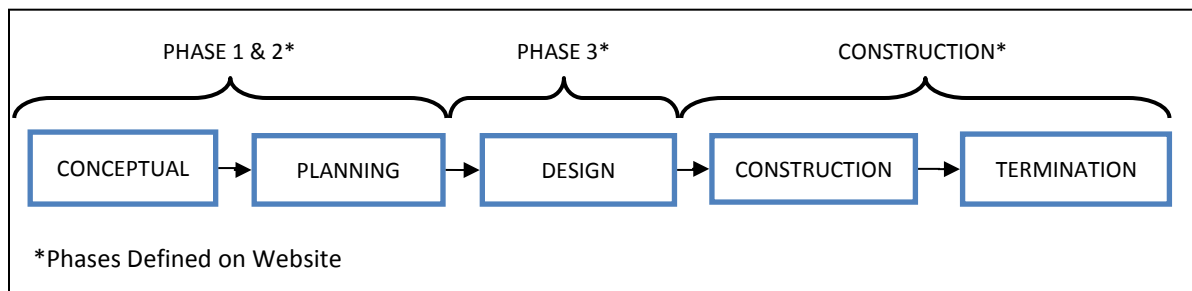 PHASE 1 & 2* PHASE 3* CONSTRUCTION*
CONCEPTUAL PLANNING DESIGN CONSTRUCTION TERMINATION
*Phases Defined on Website